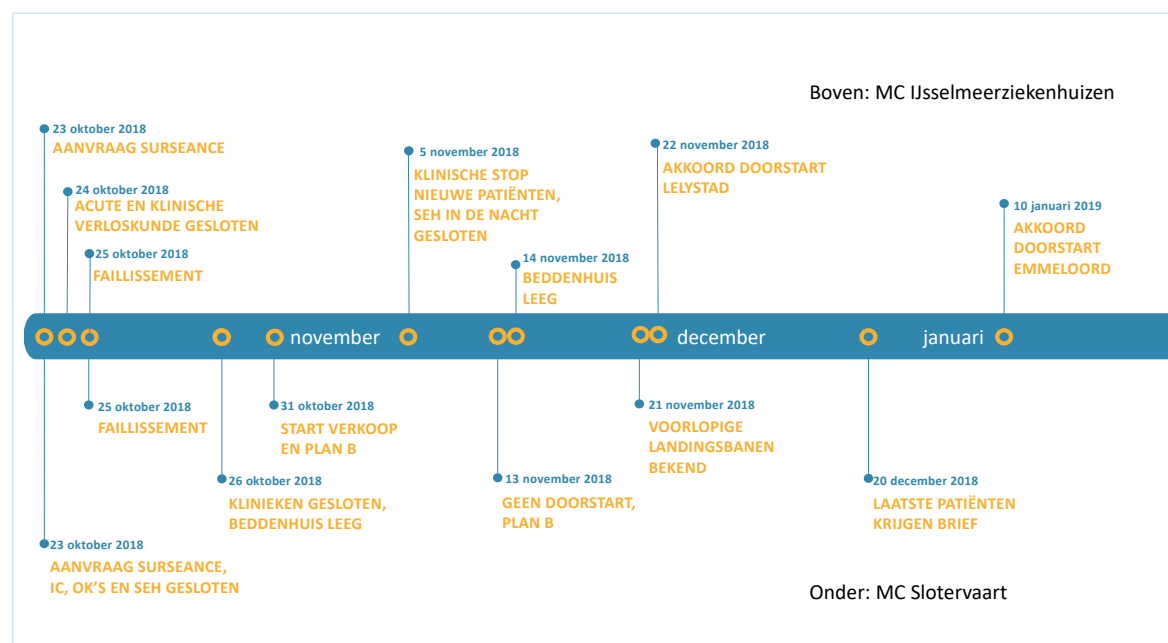 Boven: MC IJsselmeerziekenhuizen
23 oktober 2018
AANVRAAG SURSEANCE
24 oktober 2018
ACUTE EN KLINISCHE
VERLOSKUNDE GESLOTEN
25 oktober 2018
FAILLISSEMENT
5 november 2018
KLINISCHE STOP
NIEUWE PATIËNTEN,
SEH IN DE NACHT
GESLOTEN
14 november 2018
BEDDENHUIS
LEEG
22 november 2018
AKKOORD DOORSTART
LELYSTAD
10 januari 2019
AKKOORD
DOORSTART
EMMELOORD
november
december
januari
23 oktober 2018
AANVRAAG SURSEANCE,
IC, OK'S EN SEH GESLOTEN
25 oktober 2018
FAILLISSEMENT
26 oktober 2018
KLINIEKEN GESLOTEN,
BEDDENHUIS LEEG
31 oktober 2018
START VERKOOP
EN PLAN B
13 november 2018
GEEN DOORSTART,
PLAN B
21 november 2018
VOORLOPIGE
LANDINGSBANEN
BEKEND
20 december 2018
LAATSTE PATIËNTEN
KRIJGEN BRIEF
Onder: MC Slotervaart